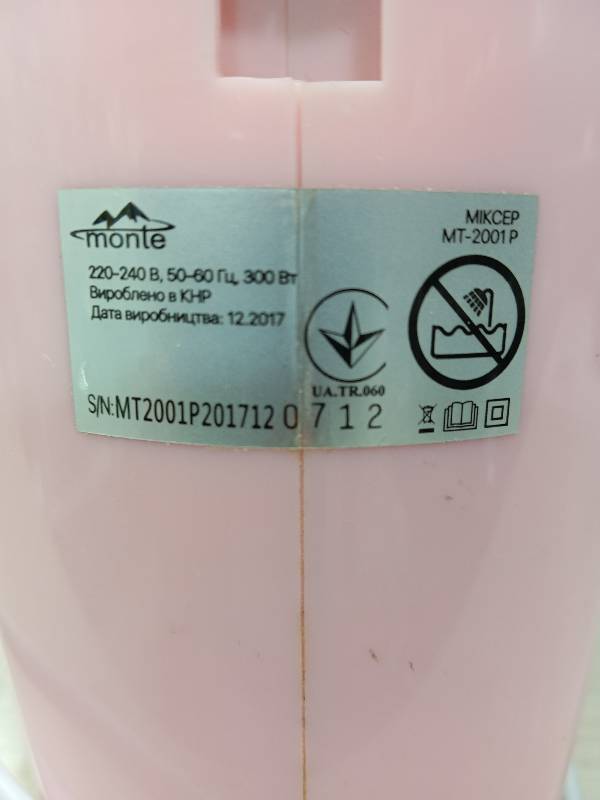 monte
МІКСЕР
МТ-2001 Р
220-240 В, 50-60 Гц, 300 Вт
Вироблено в КНР
Дата виробництва: 12.2017
UA.TR.060
S/N:MT2001P201712 0 7 1 2